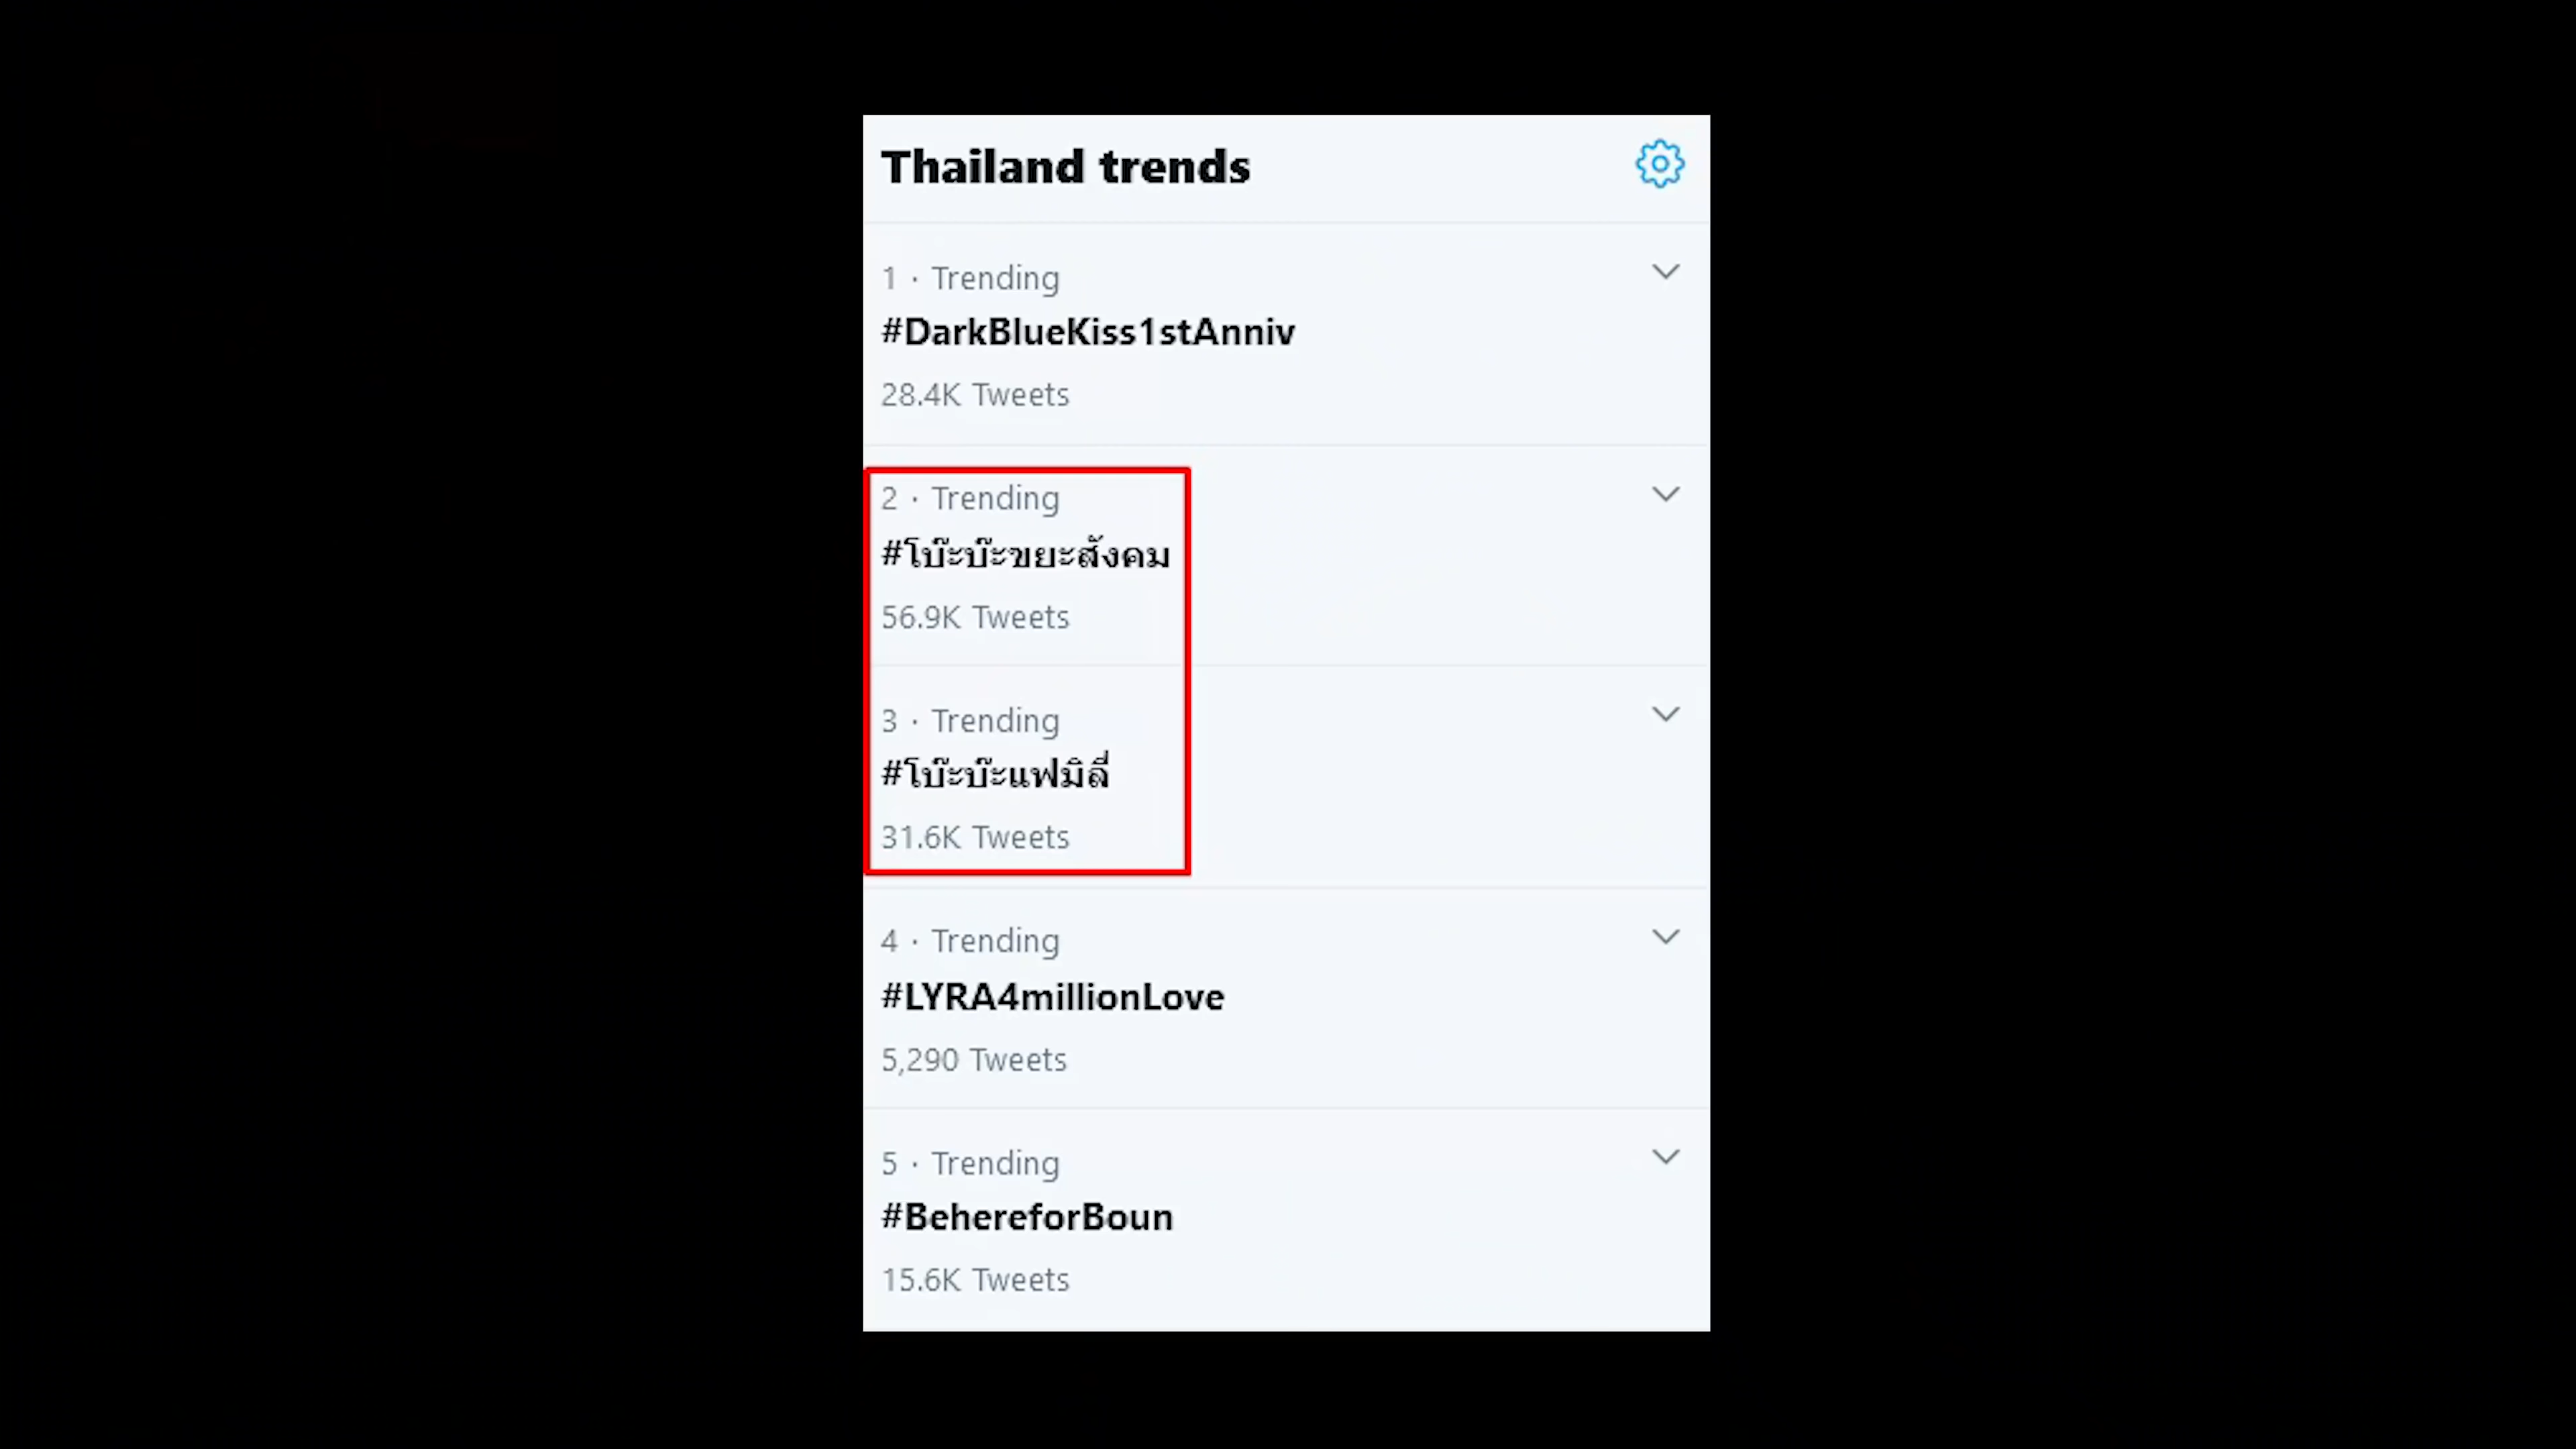 Thailand trends
1 · Trending
#DarkBlueKiss1stAnniv
28.4K Tweets
2 · Trending
#โบ๊ะบ๊ะขยะสังคม
56.9K Tweets
3 · Trending
#โบ๊ะบ๊ะแฟมิลี่
31.6K Tweets
4 · Trending
#LYRA4millionLove
5,290 Tweets
5 · Trending
#BehereforBoun
15.6K Tweets